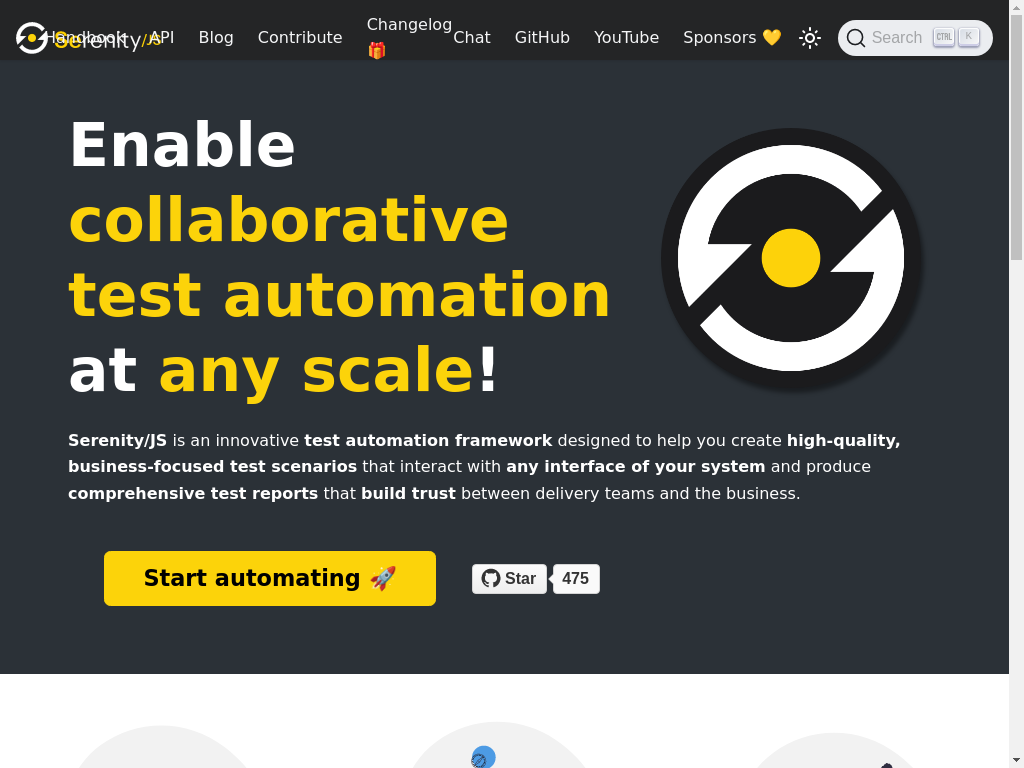 Serenity/JS
Handbook API Blog Contribute Changelog 🎁 Chat GitHub YouTube Sponsors 💛 Search CTRL K
Enable
collaborative
test automation
at any scale!
Serenity/JS is an innovative test automation framework designed to help you create high-quality,
business-focused test scenarios that interact with any interface of your system and produce
comprehensive test reports that build trust between delivery teams and the business.
Start automating 🚀
Star 475